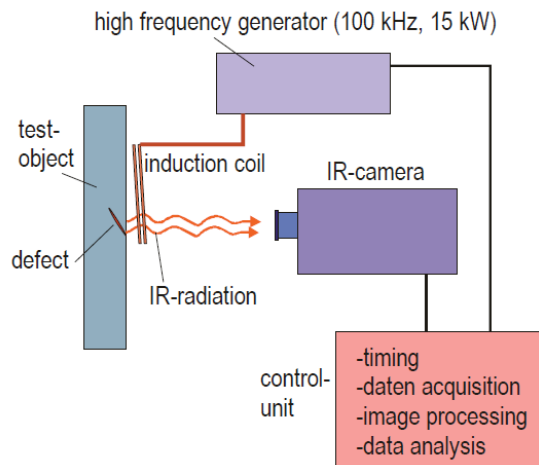 high frequency generator (100 kHz, 15 kW)
test-
object
induction coil
IR-camera
defect
IR-radiation
control-
unit
-timing
-daten acquisition
-image processing
-data analysis